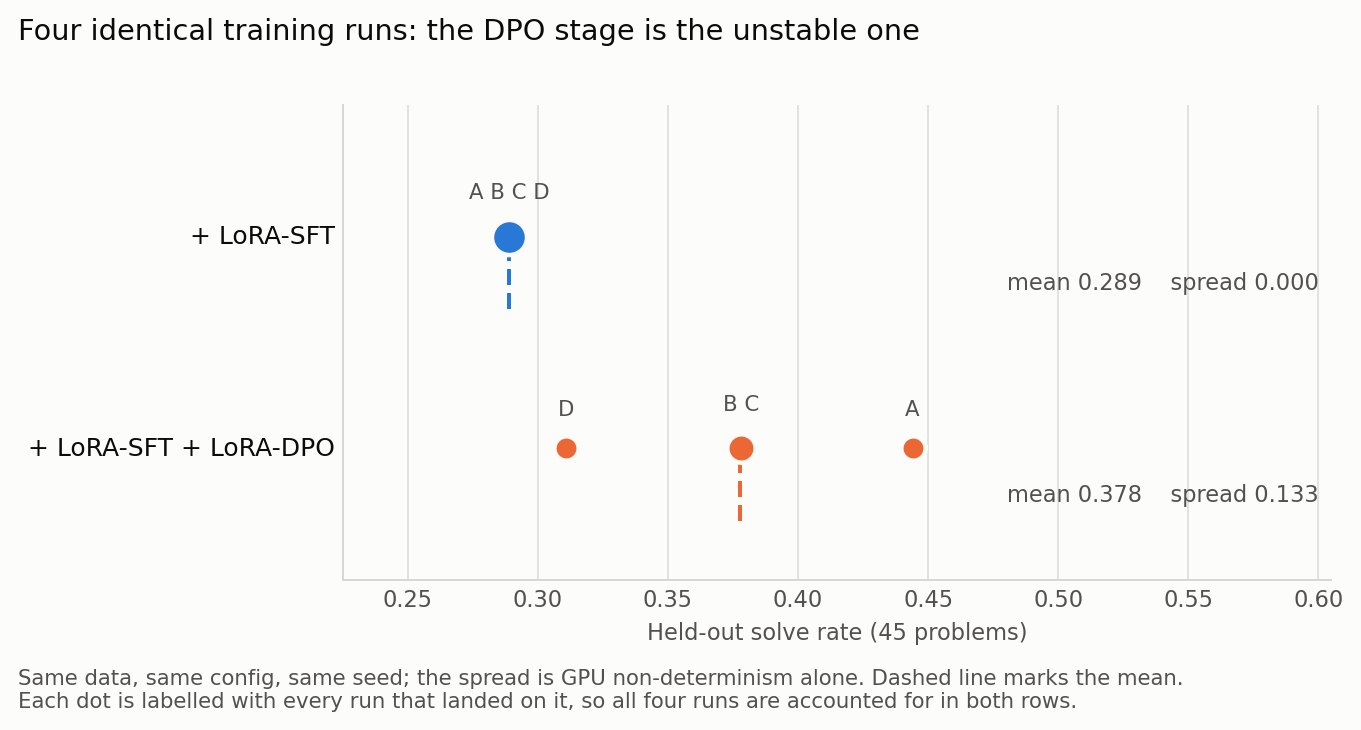 Four identical training runs: the DPO stage is the unstable one
A B C D
+ LoRA-SFT
mean 0.289 spread 0.000
D
B C
A
+ LoRA-SFT + LoRA-DPO
mean 0.378 spread 0.133
0.25 0.30 0.35 0.40 0.45 0.50 0.55 0.60
Held-out solve rate (45 problems)
Same data, same config, same seed; the spread is GPU non-determinism alone. Dashed line marks the mean.
Each dot is labelled with every run that landed on it, so all four runs are accounted for in both rows.